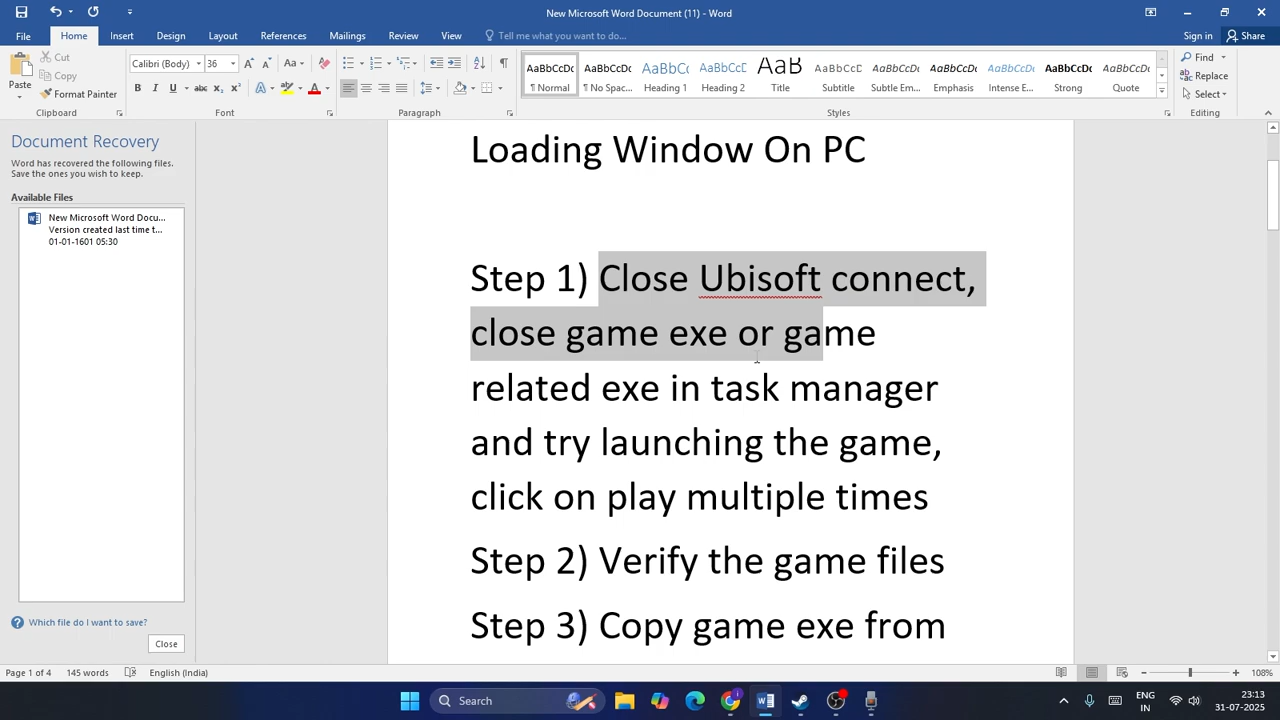 New Microsoft Word Document (11) - Word
File Home Insert Design Layout References Mailings Review View Tell me what you want to do... Sign in Share
Paste Cut Copy Format Painter
Clipboard
Calibri (Body) 36
Font
Paragraph
AaBbCcDc AaBbCcDc AaBbCc AaBbCcD AaB AaBbCcD AaBbCcDc AaBbCcDc AaBbCcDc AaBbCcDc AaBbCcDc
¶ Normal ¶ No Spac... Heading 1 Heading 2 Title Subtitle Subtle Em... Emphasis Intense E... Strong Quote
Styles
Find
Replace
Select
Editing
Document Recovery
Word has recovered the following files.
Save the ones you wish to keep.
Available Files
New Microsoft Word Docu...
Version created last time t...
01-01-1601 05:30
Which file do I want to save?
Close
Loading Window On PC
Step 1) Close Ubisoft connect,
close game exe or game
related exe in task manager
and try launching the game,
click on play multiple times
Step 2) Verify the game files
Step 3) Copy game exe from
Page 1 of 4 145 words English (India) 108%
Search
ENG
IN
23:13
31-07-2025